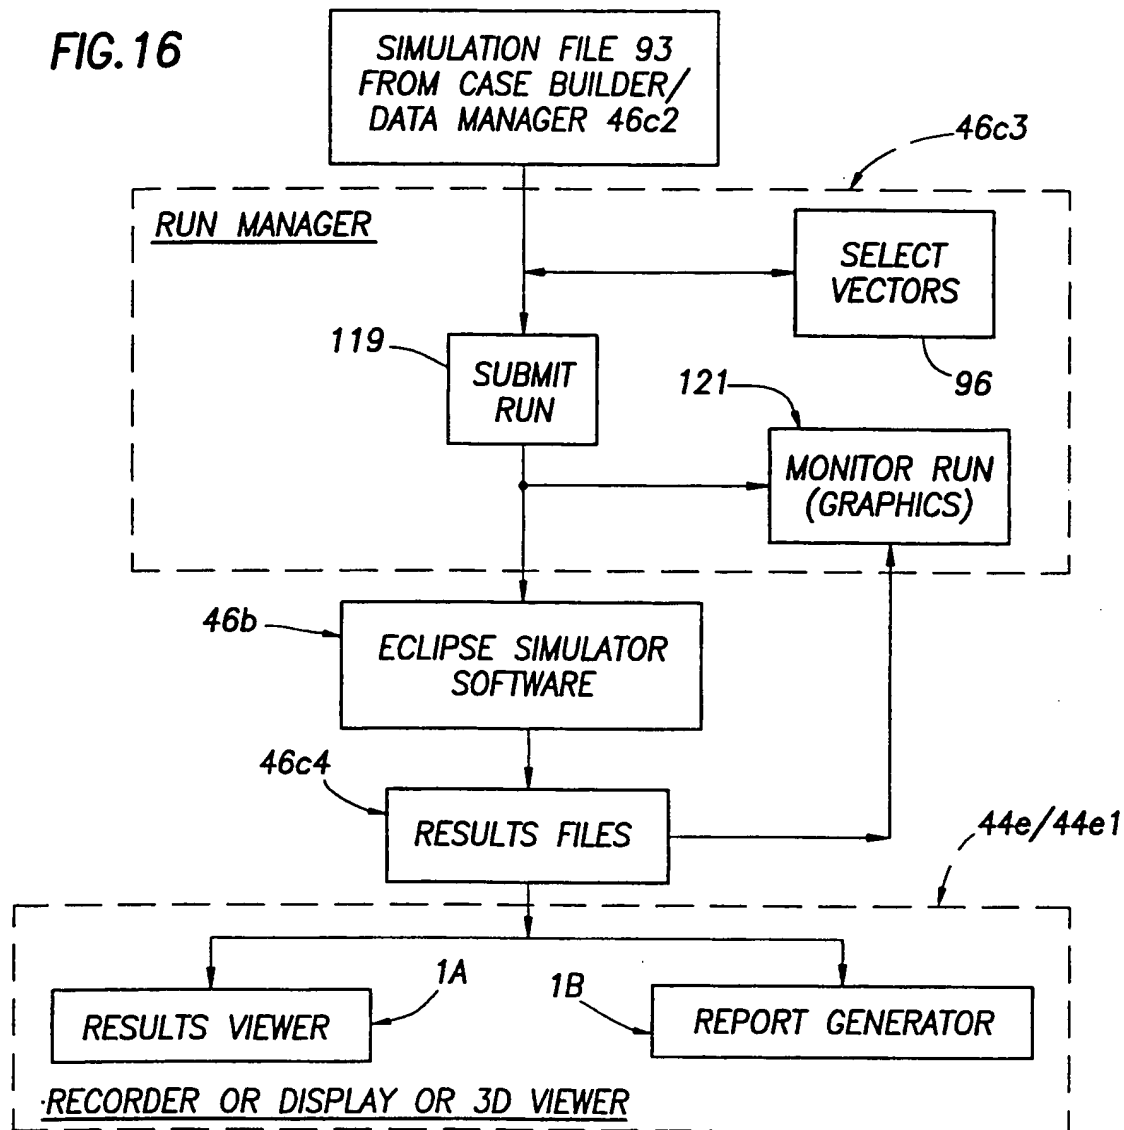 FIG.16
SIMULATION FILE 93
FROM CASE BUILDER/
DATA MANAGER 46c2
46c3
RUN MANAGER
SELECT
VECTORS
96
119
SUBMIT
RUN
121
MONITOR RUN
(GRAPHICS)
46b
ECLIPSE SIMULATOR
SOFTWARE
46c4
RESULTS FILES
44e/44e1
1A
RESULTS VIEWER
1B
REPORT GENERATOR
RECORDER OR DISPLAY OR 3D VIEWER